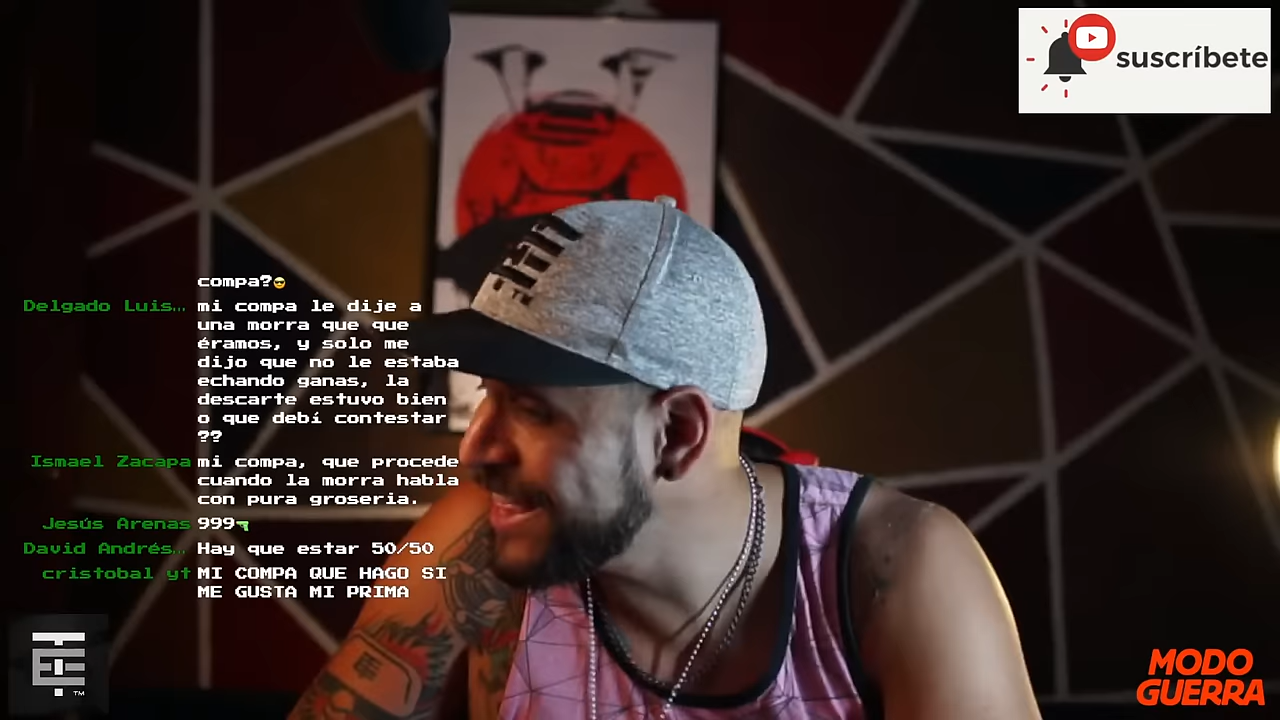 suscríbete
compa?😎
Delgado Luis… mi compa le dije a
una morra que que
éramos, y solo me
dijo que no le estaba
echando ganas, la
descarte estuvo bien
o que debí contestar
??
Ismael Zacapa mi compa, que procede
cuando la morra habla
con pura groseria.
Jesús Arenas 999🔫
David Andrés… Hay que estar 50/50
cristobal yt MI COMPA QUE HAGO SI
ME GUSTA MI PRIMA
TM
MODO
GUERRA